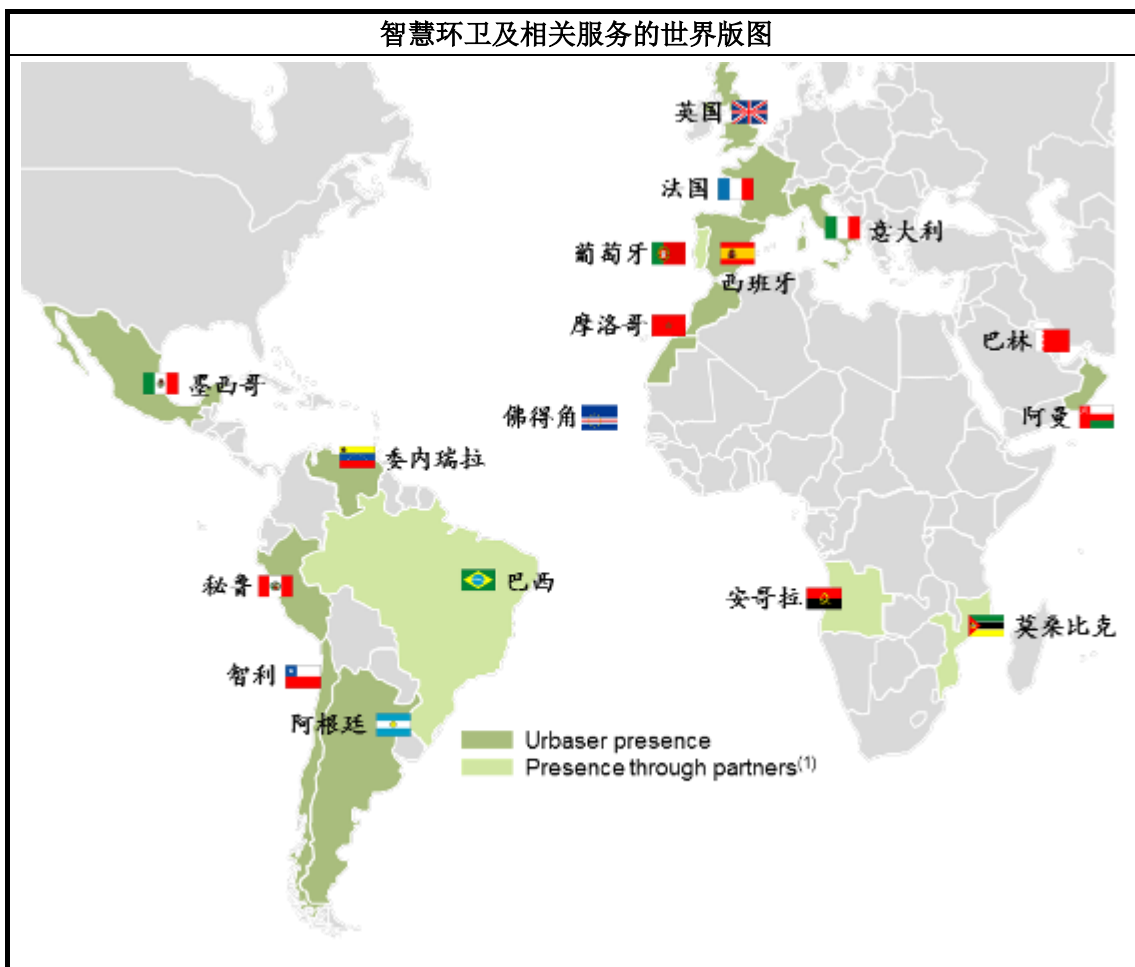 智慧环卫及相关服务的世界版图
英国
法国
意大利
葡萄牙
西班牙
摩洛哥
巴林
墨西哥
佛得角
阿曼
委内瑞拉
秘鲁
巴西
安哥拉
莫桑比克
智利
阿根廷
Urbaser presence
Presence through partners(1)